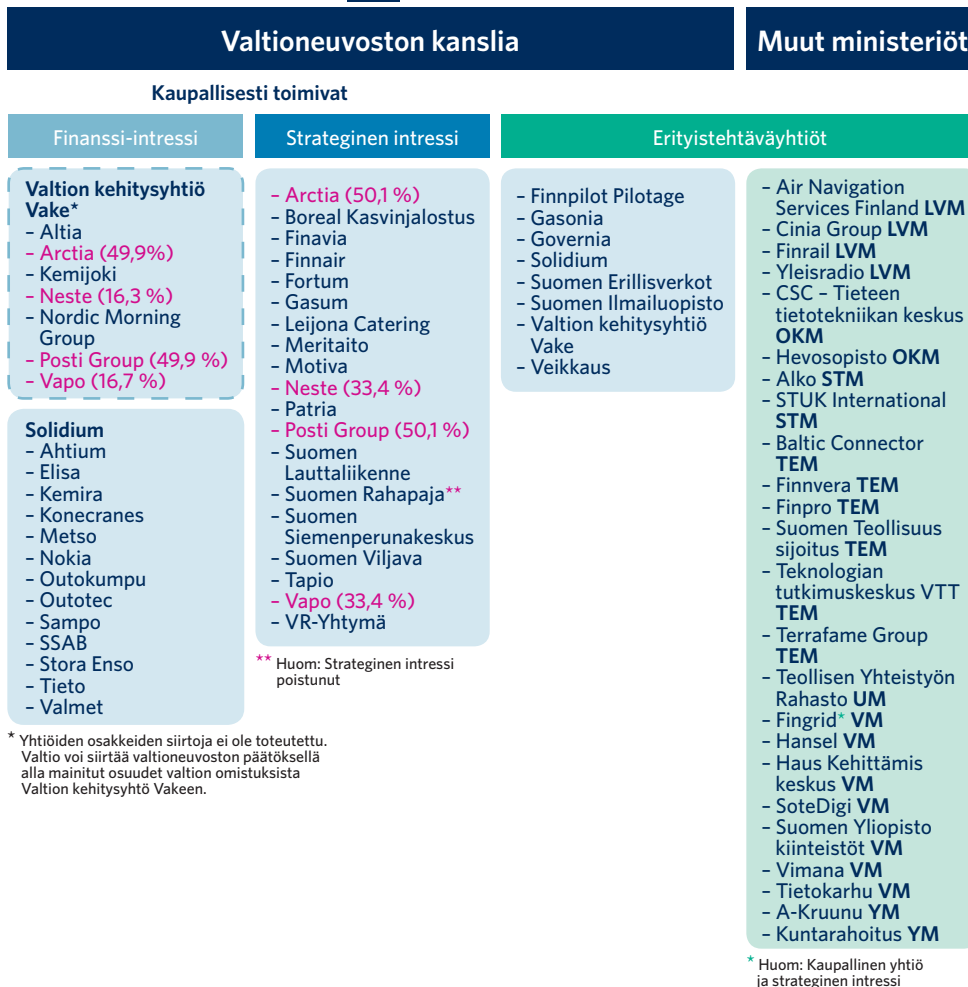 Valtioneuvoston kanslia
Muut ministeriöt
Kaupallisesti toimivat
Finanssi-intressi
Strateginen intressi
Erityistehtäväyhtiöt
Valtion kehitysyhtiö
Vake*
– Altia
– Arctia (49,9%)
– Kemijoki
– Neste (16,3 %)
– Nordic Morning
Group
– Posti Group (49,9 %)
– Vapo (16,7 %)
Solidium
– Ahtium
– Elisa
– Kemira
– Konecranes
– Metso
– Nokia
– Outokumpu
– Outotec
– Sampo
– SSAB
– Stora Enso
– Tieto
– Valmet
* Yhtiöiden osakkeiden siirtoja ei ole toteutettu.
Valtio voi siirtää valtioneuvoston päätöksellä
alla mainitut osuudet valtion omistuksista
Valtion kehitysyhtö Vakeen.
– Arctia (50,1 %)
– Boreal Kasvinjalostus
– Finavia
– Finnair
– Fortum
– Gasum
– Leijona Catering
– Meritaito
– Motiva
– Neste (33,4 %)
– Patria
– Posti Group (50,1 %)
– Suomen
Lauttaliikenne
– Suomen Rahapaja**
– Suomen
Siemenperunakeskus
– Suomen Viljava
– Tapio
– Vapo (33,4 %)
– VR-Yhtymä
** Huom: Strateginen intressi
poistunut
– Finnpilot Pilotage
– Gasonia
– Governia
– Solidium
– Suomen Erillisverkot
– Suomen Ilmailuopisto
– Valtion kehitysyhtiö
Vake
– Veikkaus
– Air Navigation
Services Finland LVM
– Cinia Group LVM
– Finrail LVM
– Yleisradio LVM
– CSC – Tieteen
tietotekniikan keskus
OKM
– Hevosopisto OKM
– Alko STM
– STUK International
STM
– Baltic Connector
TEM
– Finnvera TEM
– Finpro TEM
– Suomen Teollisuus
sijoitus TEM
– Teknologian
tutkimuskeskus VTT
TEM
– Terrafame Group
TEM
– Teollisen Yhteistyön
Rahasto UM
– Fingrid* VM
– Hansel VM
– Haus Kehittämis
keskus VM
– SoteDigi VM
– Suomen Yliopisto
kiinteistöt VM
– Vimana VM
– Tietokarhu VM
– A-Kruunu YM
– Kuntarahoitus YM
* Huom: Kaupallinen yhtiö
ja strateginen intressi